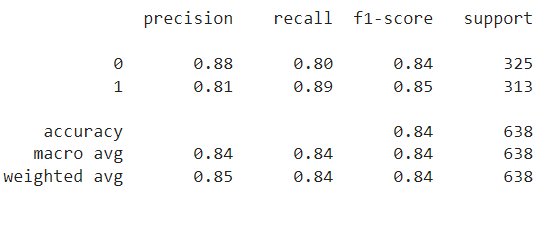 precision recall f1-score support
0 0.88 0.80 0.84 325
1 0.81 0.89 0.85 313
accuracy 0.84 638
macro avg 0.84 0.84 0.84 638
weighted avg 0.85 0.84 0.84 638